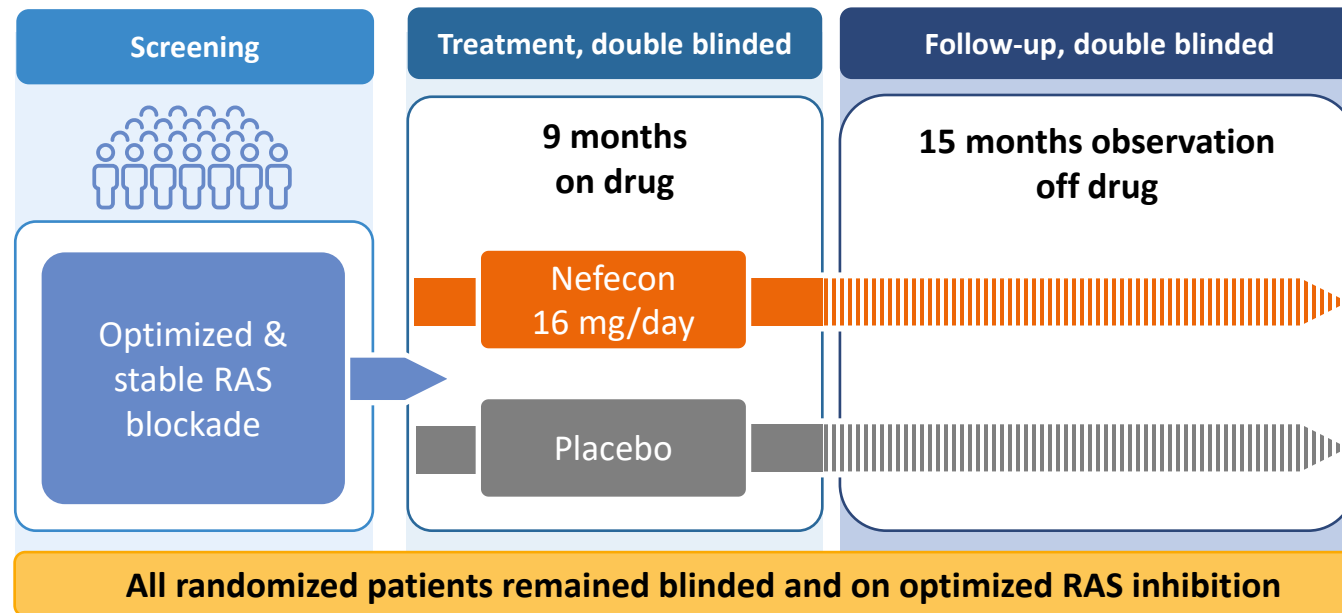 Screening
Treatment, double blinded
Follow-up, double blinded
Optimized &
stable RAS
blockade
9 months
on drug
Nefecon
16 mg/day
Placebo
15 months observation
off drug
All randomized patients remained blinded and on optimized RAS inhibition